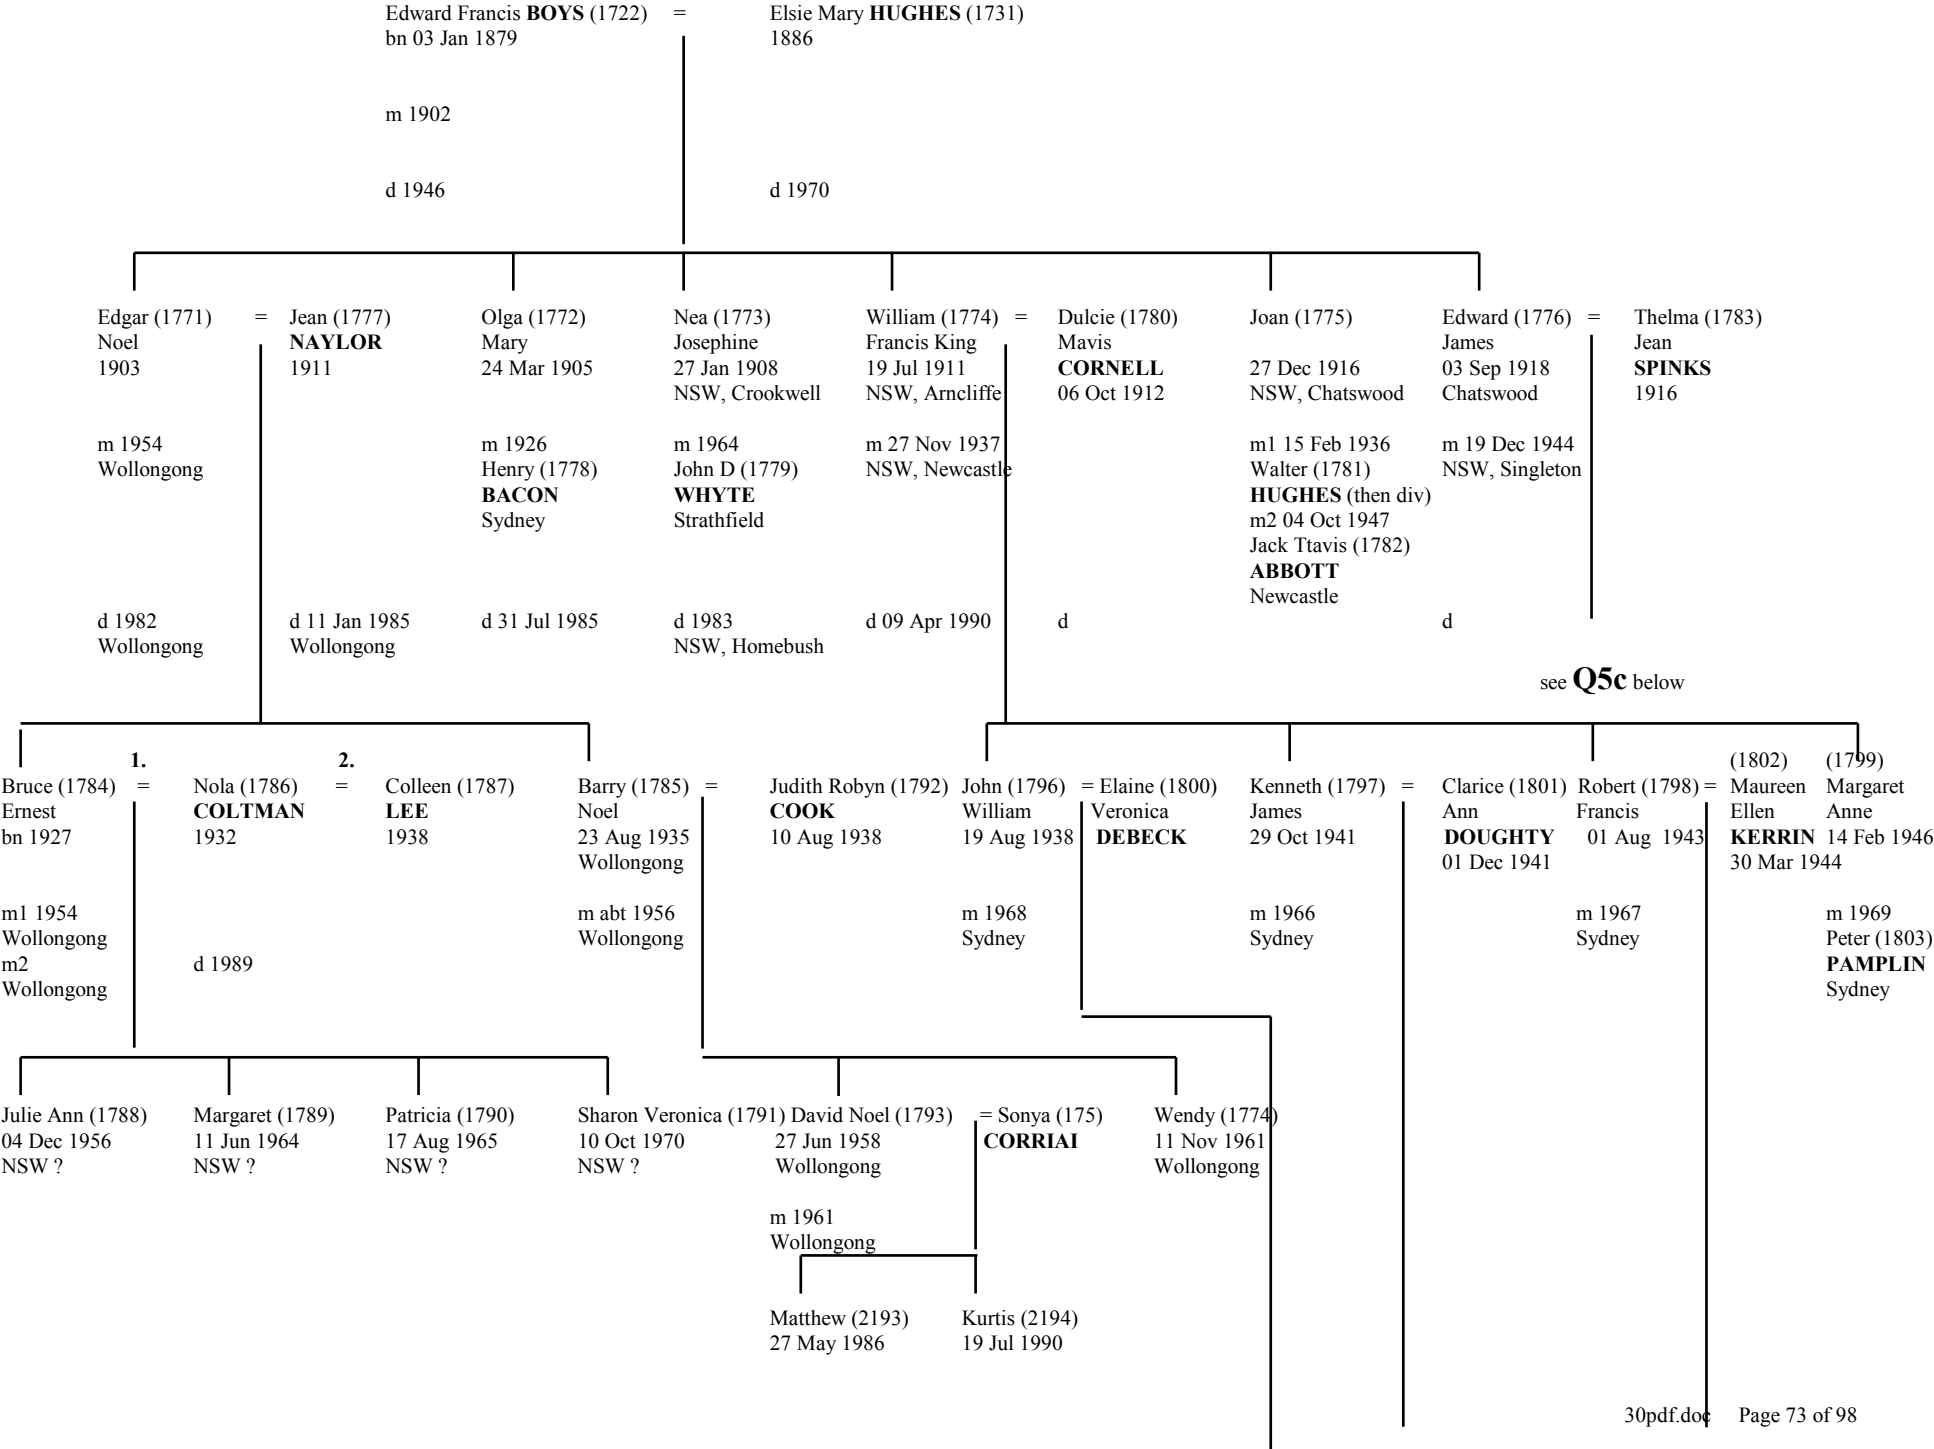 Edward Francis BOYS (1722) = Elsie Mary HUGHES (1731)
bn 03 Jan 1879 1886
m 1902
d 1946 d 1970
Edgar (1771) = Jean (1777) Olga (1772) Nea (1773) William (1774) = Dulcie (1780) Joan (1775) Edward (1776) = Thelma (1783)
Noel NAYLOR Mary Josephine Francis King Mavis James Jean
1903 1911 24 Mar 1905 27 Jan 1908 19 Jul 1911 CORNELL 27 Dec 1916 03 Sep 1918 SPINKS
NSW, Crookwell NSW, Arncliffe 06 Oct 1912 NSW, Chatswood Chatswood 1916
m 1954 m 1926 m 1964 m 27 Nov 1937 m1 15 Feb 1936 m 19 Dec 1944
Wollongong Henry (1778) John D (1779) NSW, Newcastle Walter (1781) NSW, Singleton
BACON WHYTE HUGHES (then div)
Sydney Strathfield m2 04 Oct 1947
Jack Ttavis (1782)
ABBOTT
Newcastle
d 1982 d 11 Jan 1985 d 31 Jul 1985 d 1983 d 09 Apr 1990 d d
Wollongong Wollongong NSW, Homebush
see Q5c below
1. 2. (1802) (1799)
Bruce (1784) = Nola (1786) = Colleen (1787) Barry (1785) = Judith Robyn (1792) John (1796) = Elaine (1800) Kenneth (1797) = Clarice (1801) Robert (1798) = Maureen Margaret
Ernest COLTMAN LEE Noel COOK William Veronica James Ann Francis Ellen Anne
bn 1927 1932 1938 23 Aug 1935 10 Aug 1938 19 Aug 1938 DEBECK 29 Oct 1941 DOUGHTY 01 Aug 1943 KERRIN 14 Feb 1946
Wollongong 01 Dec 1941 30 Mar 1944
m1 1954 m abt 1956 m 1968 m 1966 m 1967 m 1969
Wollongong Wollongong Sydney Sydney Sydney Peter (1803)
m2 d 1989 PAMPLIN
Wollongong Sydney
Julie Ann (1788) Margaret (1789) Patricia (1790) Sharon Veronica (1791) David Noel (1793) = Sonya (175) Wendy (1774)
04 Dec 1956 11 Jun 1964 17 Aug 1965 10 Oct 1970 27 Jun 1958 CORRIAI 11 Nov 1961
NSW ? NSW ? NSW ? NSW ? Wollongong Wollongong
m 1961
Wollongong
Matthew (2193) Kurtis (2194)
27 May 1986 19 Jul 1990
30pdf.doc Page 73 of 98